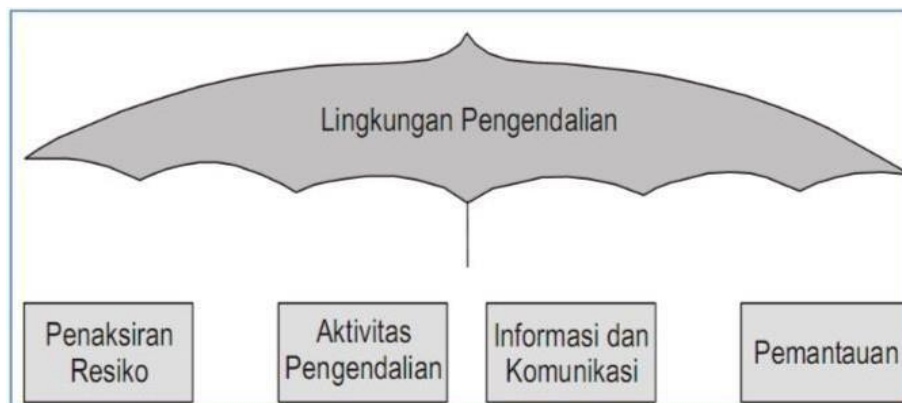 Lingkungan Pengendalian
Penaksiran
Resiko
Aktivitas
Pengendalian
Informasi dan
Komunikasi
Pemantauan